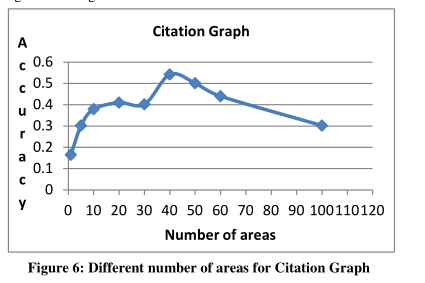 Citation Graph
Accuracy
0.6
0.5
0.4
0.3
0.2
0.1
0
0 10 20 30 40 50 60 70 80 90 100 110 120
Number of areas
Figure 6: Different number of areas for Citation Graph